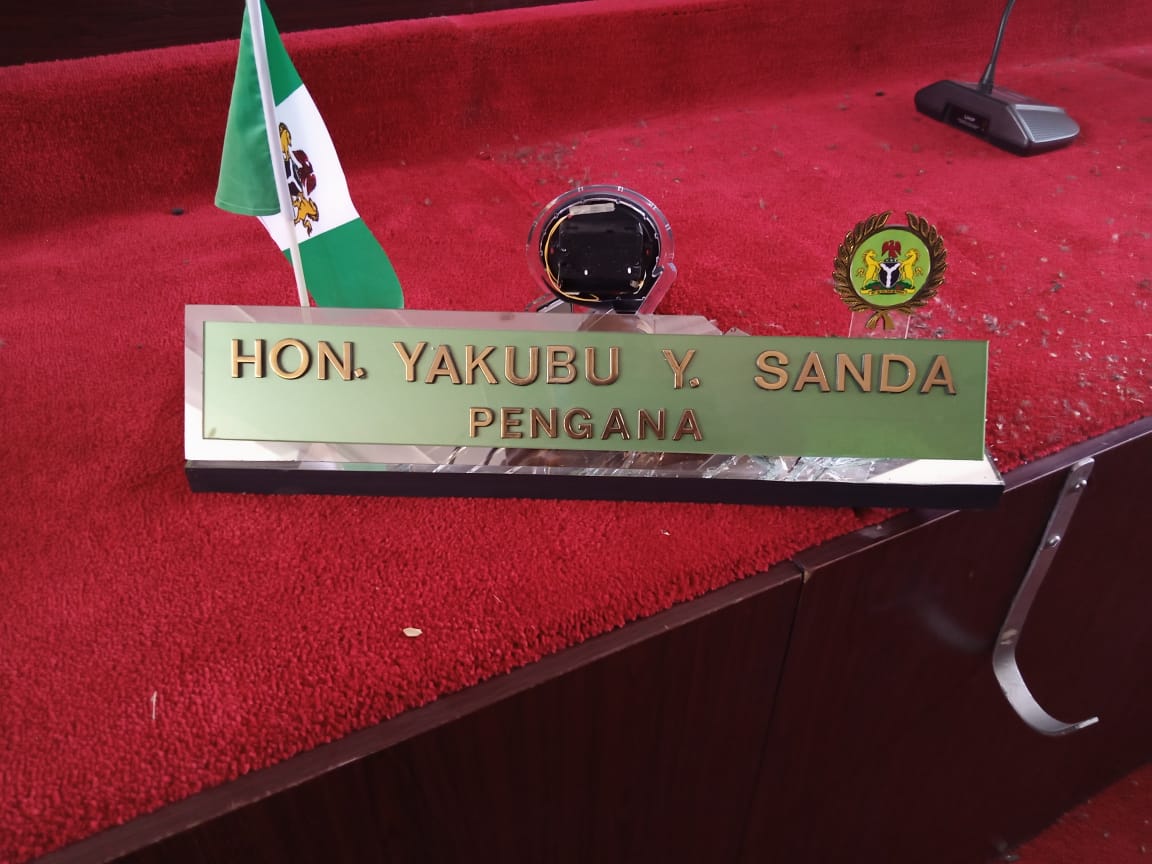 HON. YAKUBU Y. SANDA
PENGANA